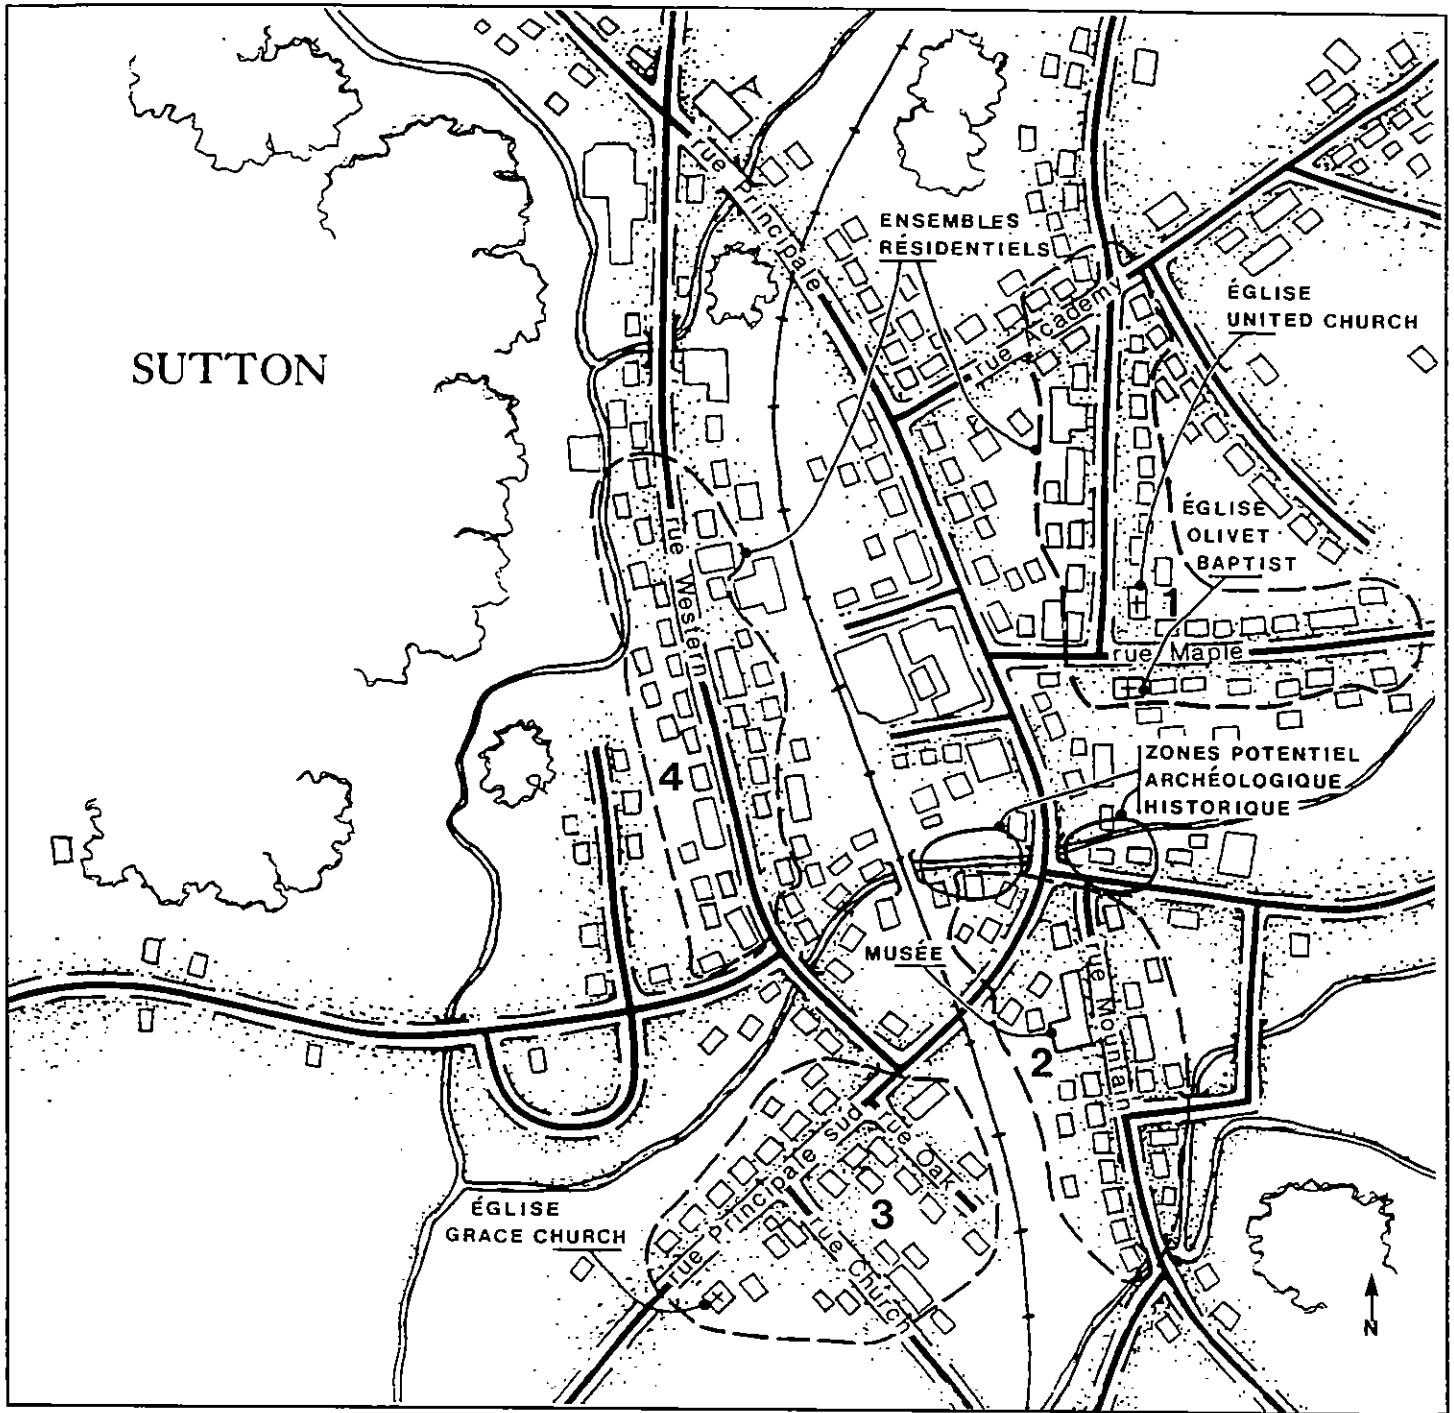 rue Principale
ENSEMBLES
RÉSIDENTIELS
rue Academy
ÉGLISE
UNITED CHURCH
SUTTON
ÉGLISE
OLIVET
BAPTIST
rue Western
1
rue Maple
ZONES POTENTIEL
ARCHÉOLOGIQUE
HISTORIQUE
4
MUSÉE
rue Mountain
2
rue Principale sud
rue Oak
3
ÉGLISE
GRACE CHURCH
rue Church
N